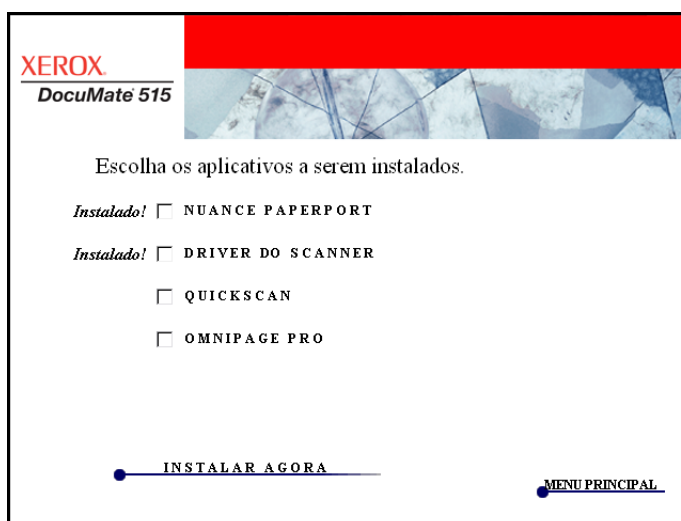 XEROX.
DocuMate 515
Escolha os aplicativos a serem instalados.
Instalado! NUANCE PAPERPORT
Instalado! DRIVER DO SCANNER
QUICKSCAN
OMNIPAGE PRO
INSTALAR AGORA
MENU PRINCIPAL